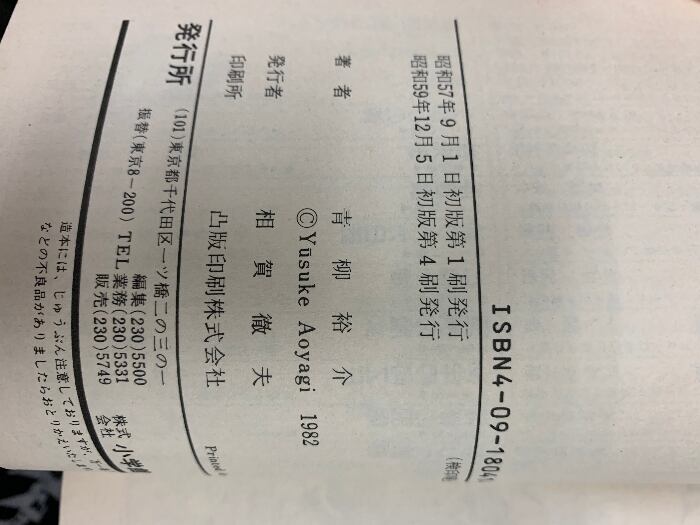 ISBN4-09-1804
昭和57年9月1日初版第1刷発行
昭和59年12月5日初版第4刷発行
(検印
著者 青柳裕介
©Yūsuke Aoyagi 1982
発行者 相賀徹夫
印刷所 凸版印刷株式会社
Printed
発行所
(101)東京都千代田区一ツ橋二の三の一
振替(東京8-200) TEL 編集(230)5500
業務(230)5331
販売(230)5749
株式会社 小学
造本には、じゅうぶん注意しておりますが、
などの不良品がありましたらおとりかえいたしま